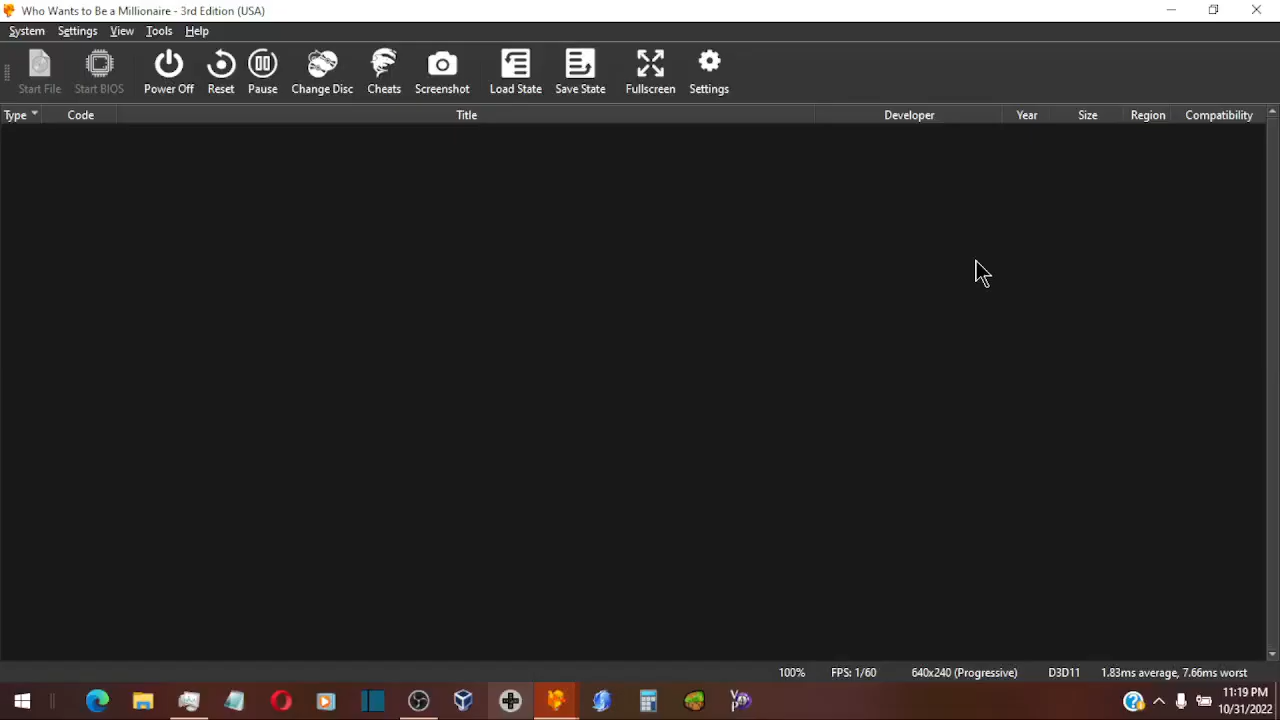 Who Wants to Be a Millionaire - 3rd Edition (USA)
System Settings View Tools Help
Start File Start BIOS Power Off Reset Pause Change Disc Cheats Screenshot Load State Save State Fullscreen Settings
Type Code Title Developer Year Size Region Compatibility
100% FPS: 1/60 640x240 (Progressive) D3D11 1.83ms average, 7.66ms worst
11:19 PM
10/31/2022